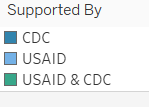 Supported By
CDC
USAID
USAID & CDC